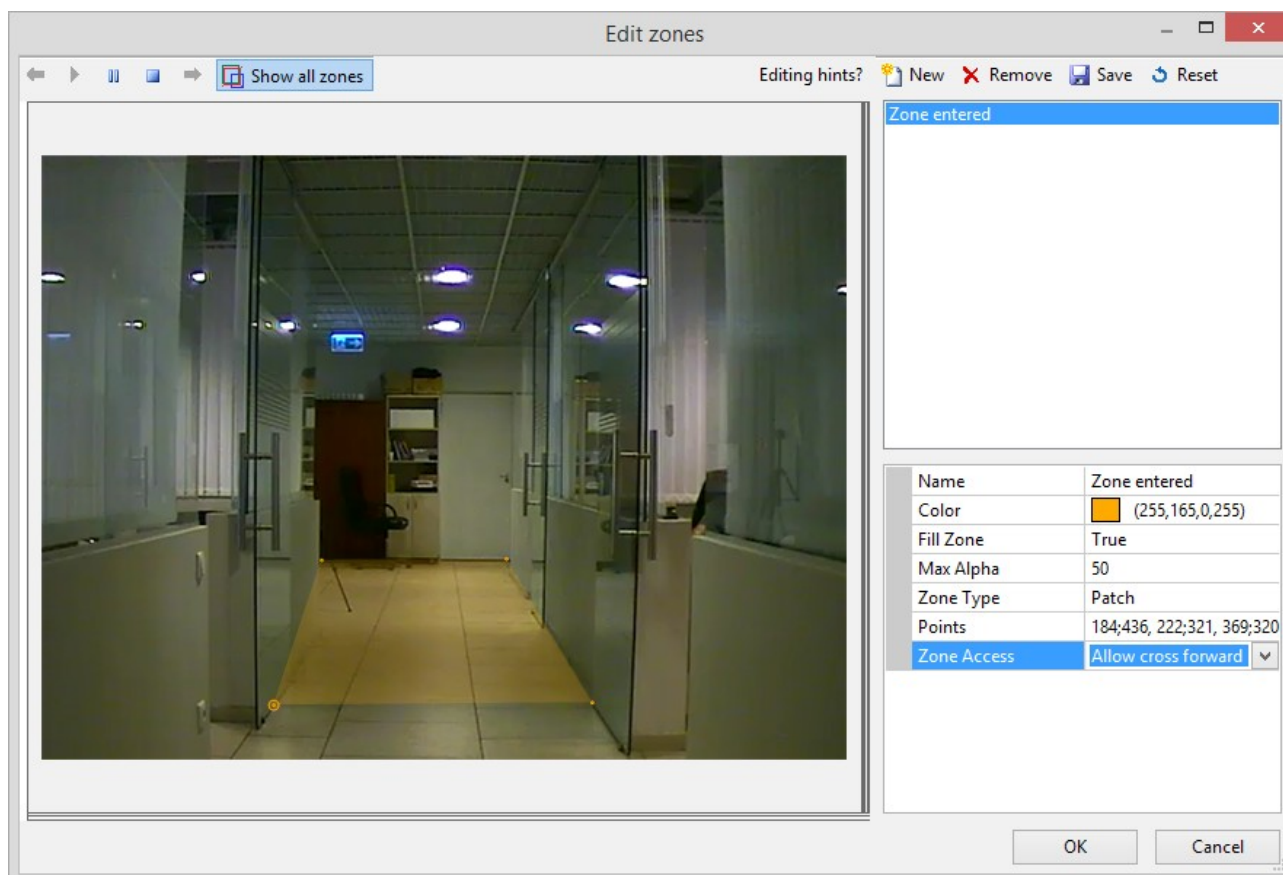 Edit zones
Show all zones
Editing hints? New Remove Save Reset
Zone entered
Name Zone entered
Color (255,165,0,255)
Fill Zone True
Max Alpha 50
Zone Type Patch
Points 184;436, 222;321, 369;320
Zone Access Allow cross forward
OK Cancel